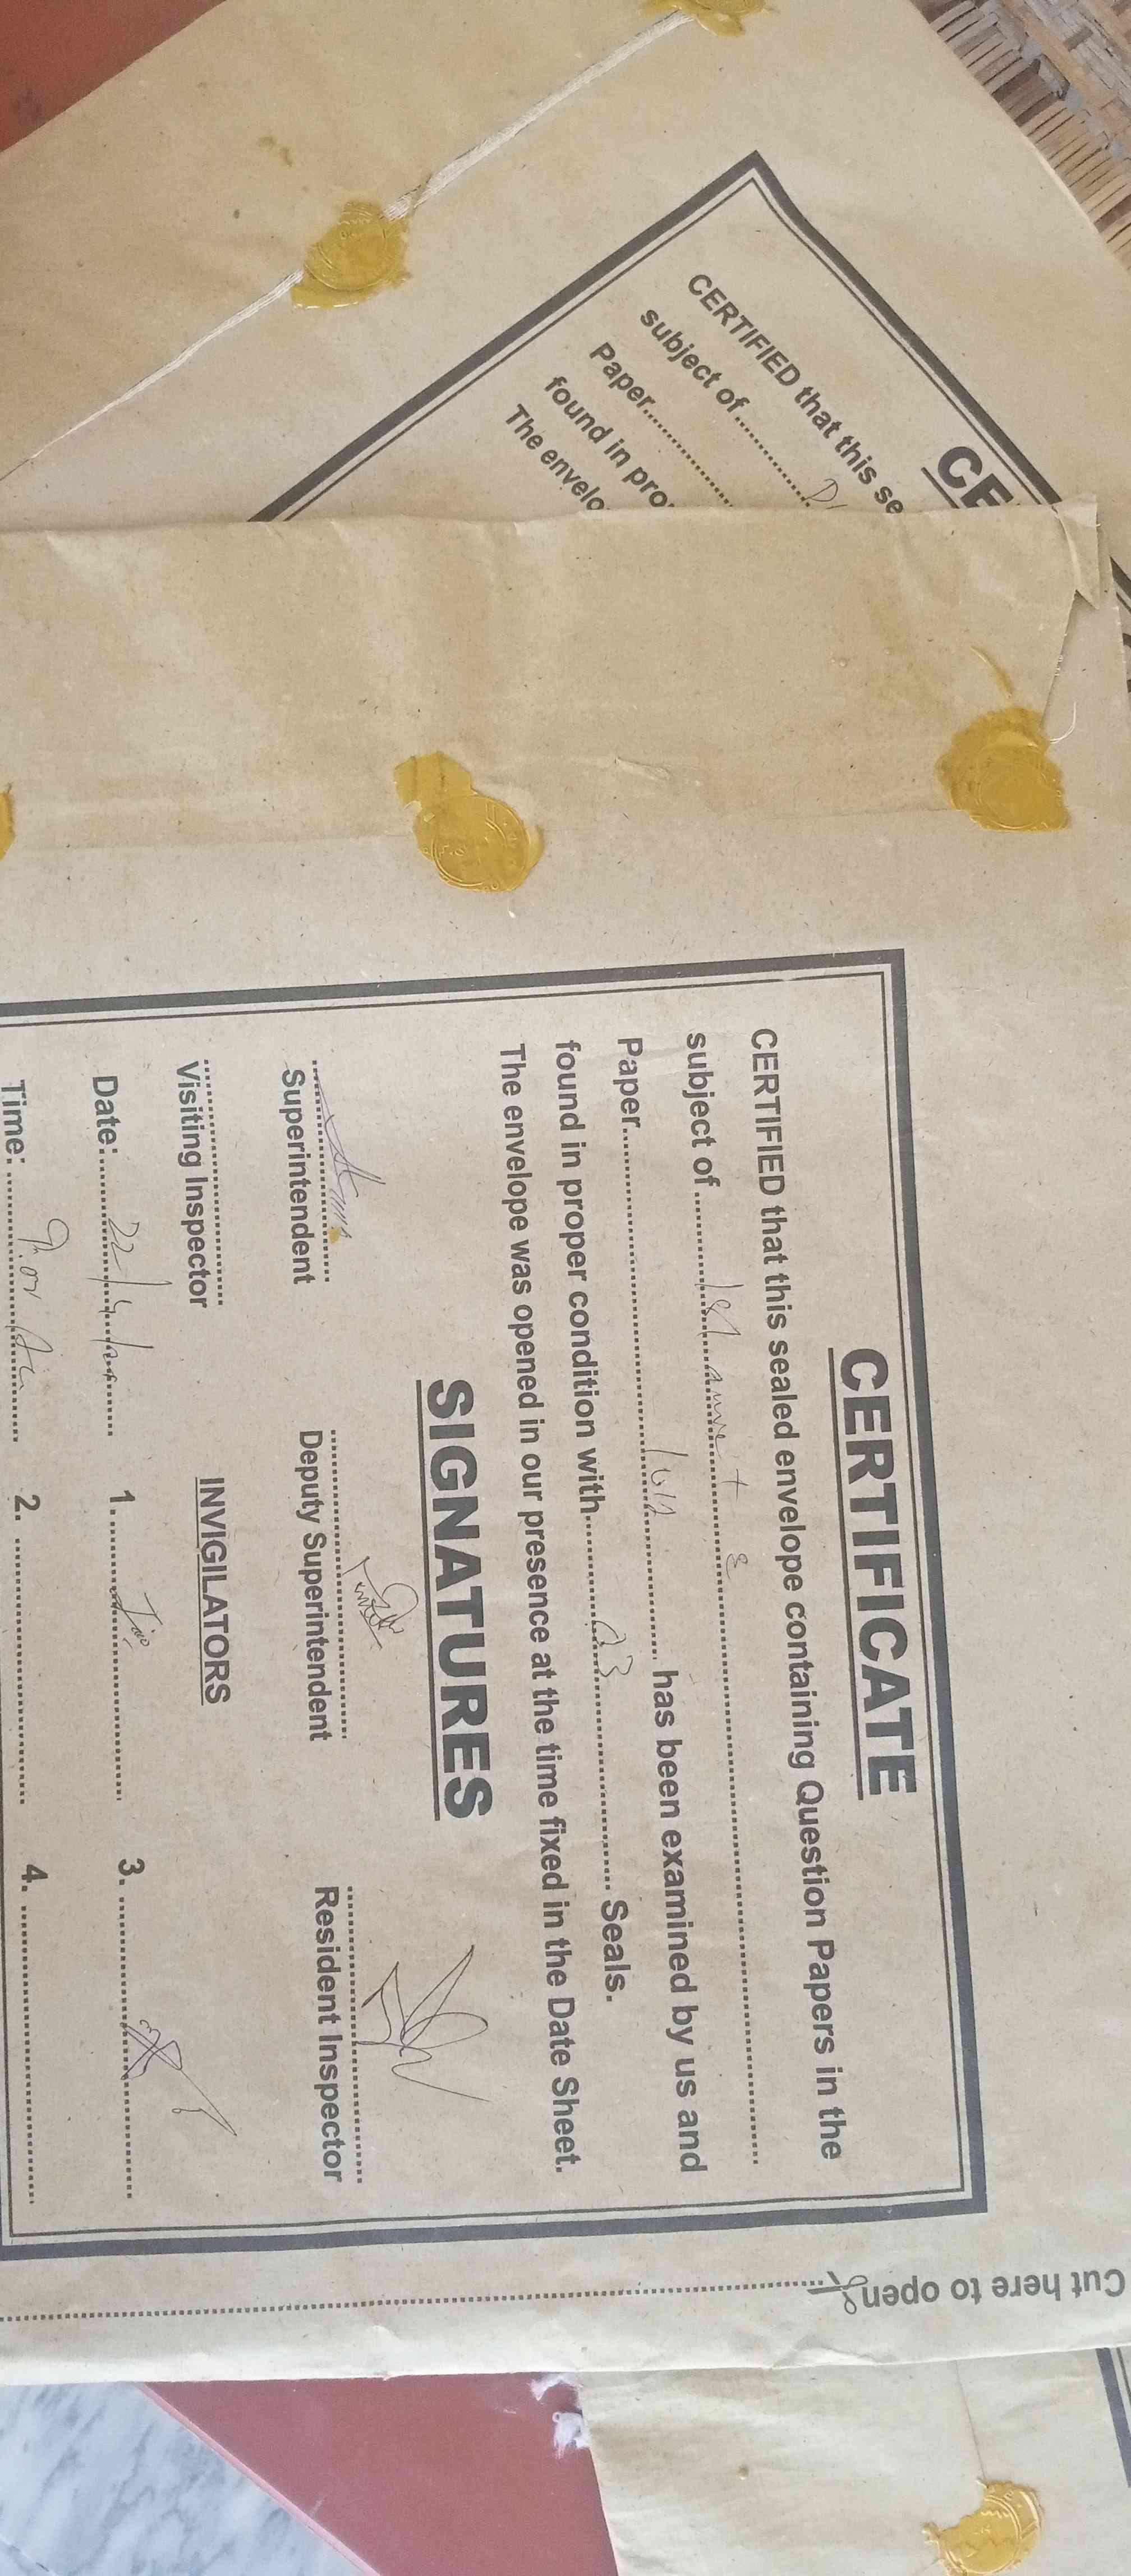 CERTIFICATE
CERTIFIED that this sealed envelope containing Question Papers in the
subject of
Paper has been examined by us and
found in proper condition with 03 Seals.
The envelope was opened in our presence at the time fixed in the Date Sheet.
SIGNATURES
Superintendent Deputy Superintendent Resident Inspector
Visiting Inspector INVIGILATORS
Date: 1. 3.
Time: 2. 4.
Cut here to open
CE
CERTIFIED that this se
subject of
Paper
found in pro
The envelo